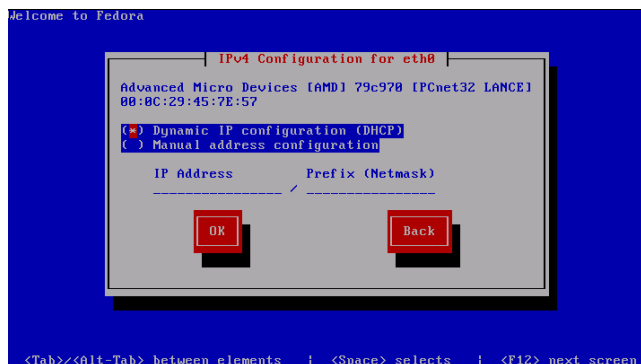 Welcome to Fedora
IPv4 Configuration for eth0
Advanced Micro Devices [AMD] 79c970 [PCnet32 LANCE]
00:0C:29:45:7E:57
(*) Dynamic IP configuration (DHCP)
( ) Manual address configuration
IP Address Prefix (Netmask)
________________ / ________________
OK Back
<Tab>/<Alt-Tab> between elements | <Space> selects | <F12> next screen